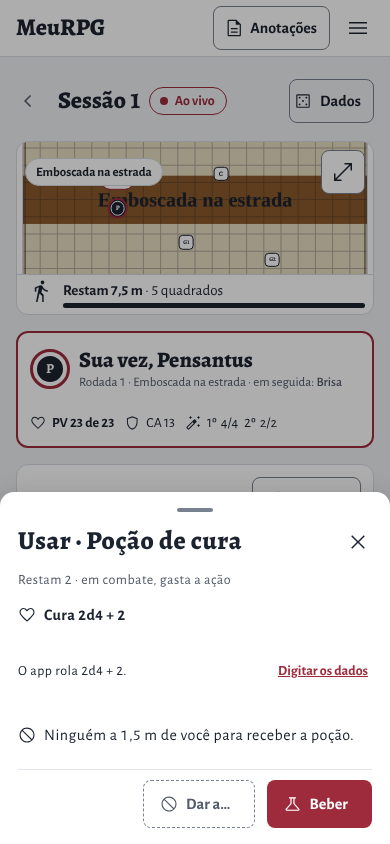 MeuRPG
Anotações
Sessão 1
Ao vivo
Dados
Emboscada na estrada
C
Emboscada na estrada
P
G1
G2
Restam 7,5 m · 5 quadrados
P
Sua vez, Pensantus
Rodada 1 · Emboscada na estrada · em seguida: Brisa
PV 23 de 23
CA 13
1º 4/4 2º 2/2
Usar · Poção de cura
Restam 2 · em combate, gasta a ação
Cura 2d4 + 2
O app rola 2d4 + 2.
Digitar os dados
Ninguém a 1,5 m de você para receber a poção.
Dar a…
Beber